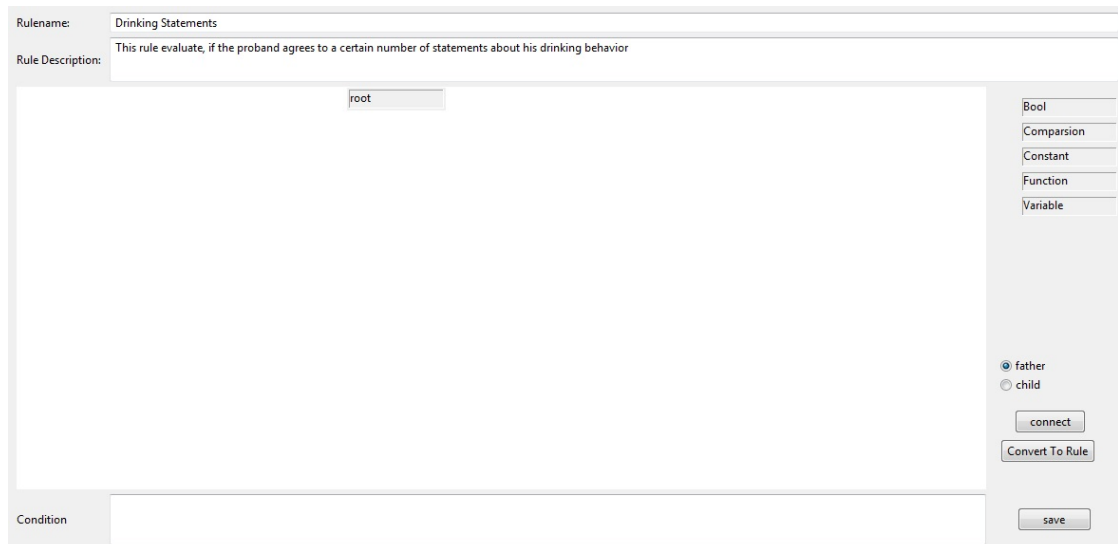 Rulename:
Drinking Statements
Rule Description:
This rule evaluate, if the proband agrees to a certain number of statements about his drinking behavior
root
Bool
Comparsion
Constant
Function
Variable
father
child
connect
Convert To Rule
Condition
save